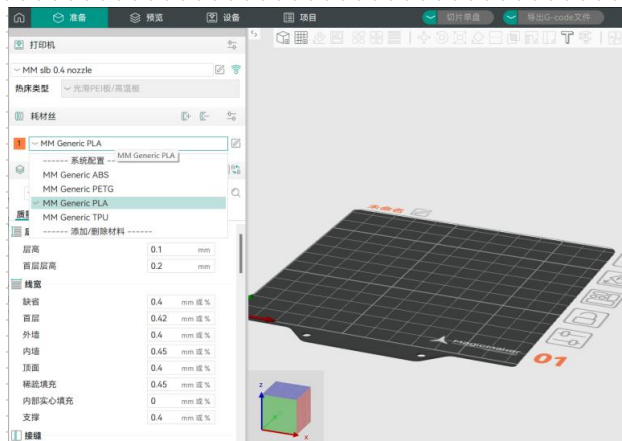 准备 预览 设备 项目 切片单盘 导出G-code文件
打印机
MM slb 0.4 nozzle
热床类型 光滑PEI板/高温板
耗材丝
1 MM Generic PLA
------ 系统配置 --
MM Generic PLA
MM Generic ABS
MM Generic PETG
MM Generic PLA
MM Generic TPU
------ 添加/删除材料 ------
层高 0.1 mm
首层层高 0.2 mm
线宽
缺省 0.4 mm 或 %
首层 0.42 mm 或 %
外墙 0.4 mm 或 %
内墙 0.45 mm 或 %
顶面 0.4 mm 或 %
稀疏填充 0.45 mm 或 %
内部实心填充 0 mm 或 %
支撑 0.4 mm 或 %
接缝
未命名
01
z
x